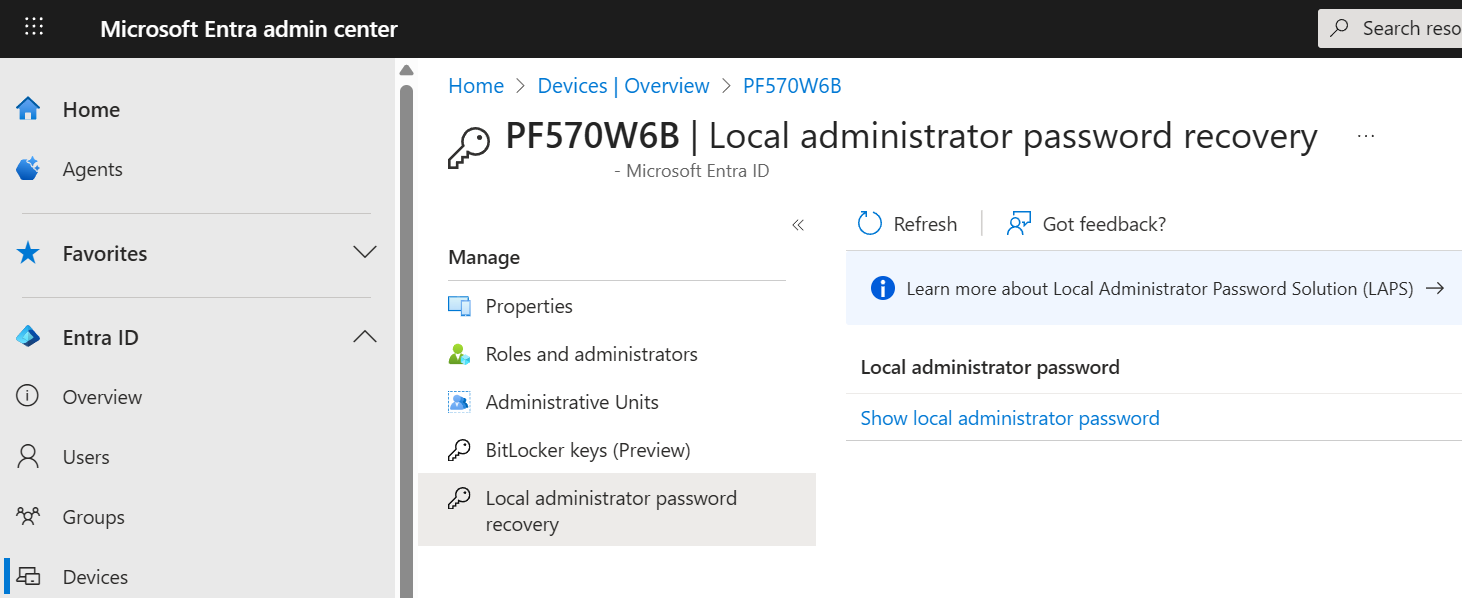 Microsoft Entra admin center
Search reso
Home
Agents
Favorites
Entra ID
Overview
Users
Groups
Devices
Home > Devices | Overview > PF570W6B
PF570W6B | Local administrator password recovery ...
- Microsoft Entra ID
«
Manage
Properties
Roles and administrators
Administrative Units
BitLocker keys (Preview)
Local administrator password
recovery
Refresh
Got feedback?
Learn more about Local Administrator Password Solution (LAPS) →
Local administrator password
Show local administrator password